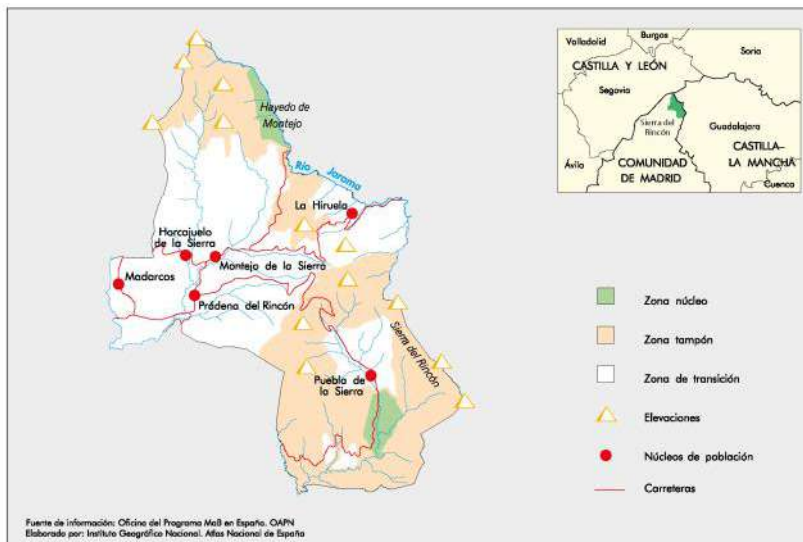 Hayedo de
Montejo
Río Jarama
La Hiruela
Horcajuelo
de la Sierra
Montejo de la Sierra
Madarcos
Prádena del Rincón
Sierra del Rincón
Puebla de
la Sierra
Valladolid
Burgos
Soria
CASTILLA Y LEÓN
Segovia
Sierra del
Rincón
Guadalajara
CASTILLA-
LA MANCHA
Ávila
COMUNIDAD
DE MADRID
Cuenca
Zona núcleo
Zona tampón
Zona de transición
Elevaciones
Núcleos de población
Carreteras
Fuente de información: Oficina del Programa MaB en España. OAPN
Elaborado por: Instituto Geográfico Nacional. Atlas Nacional de España